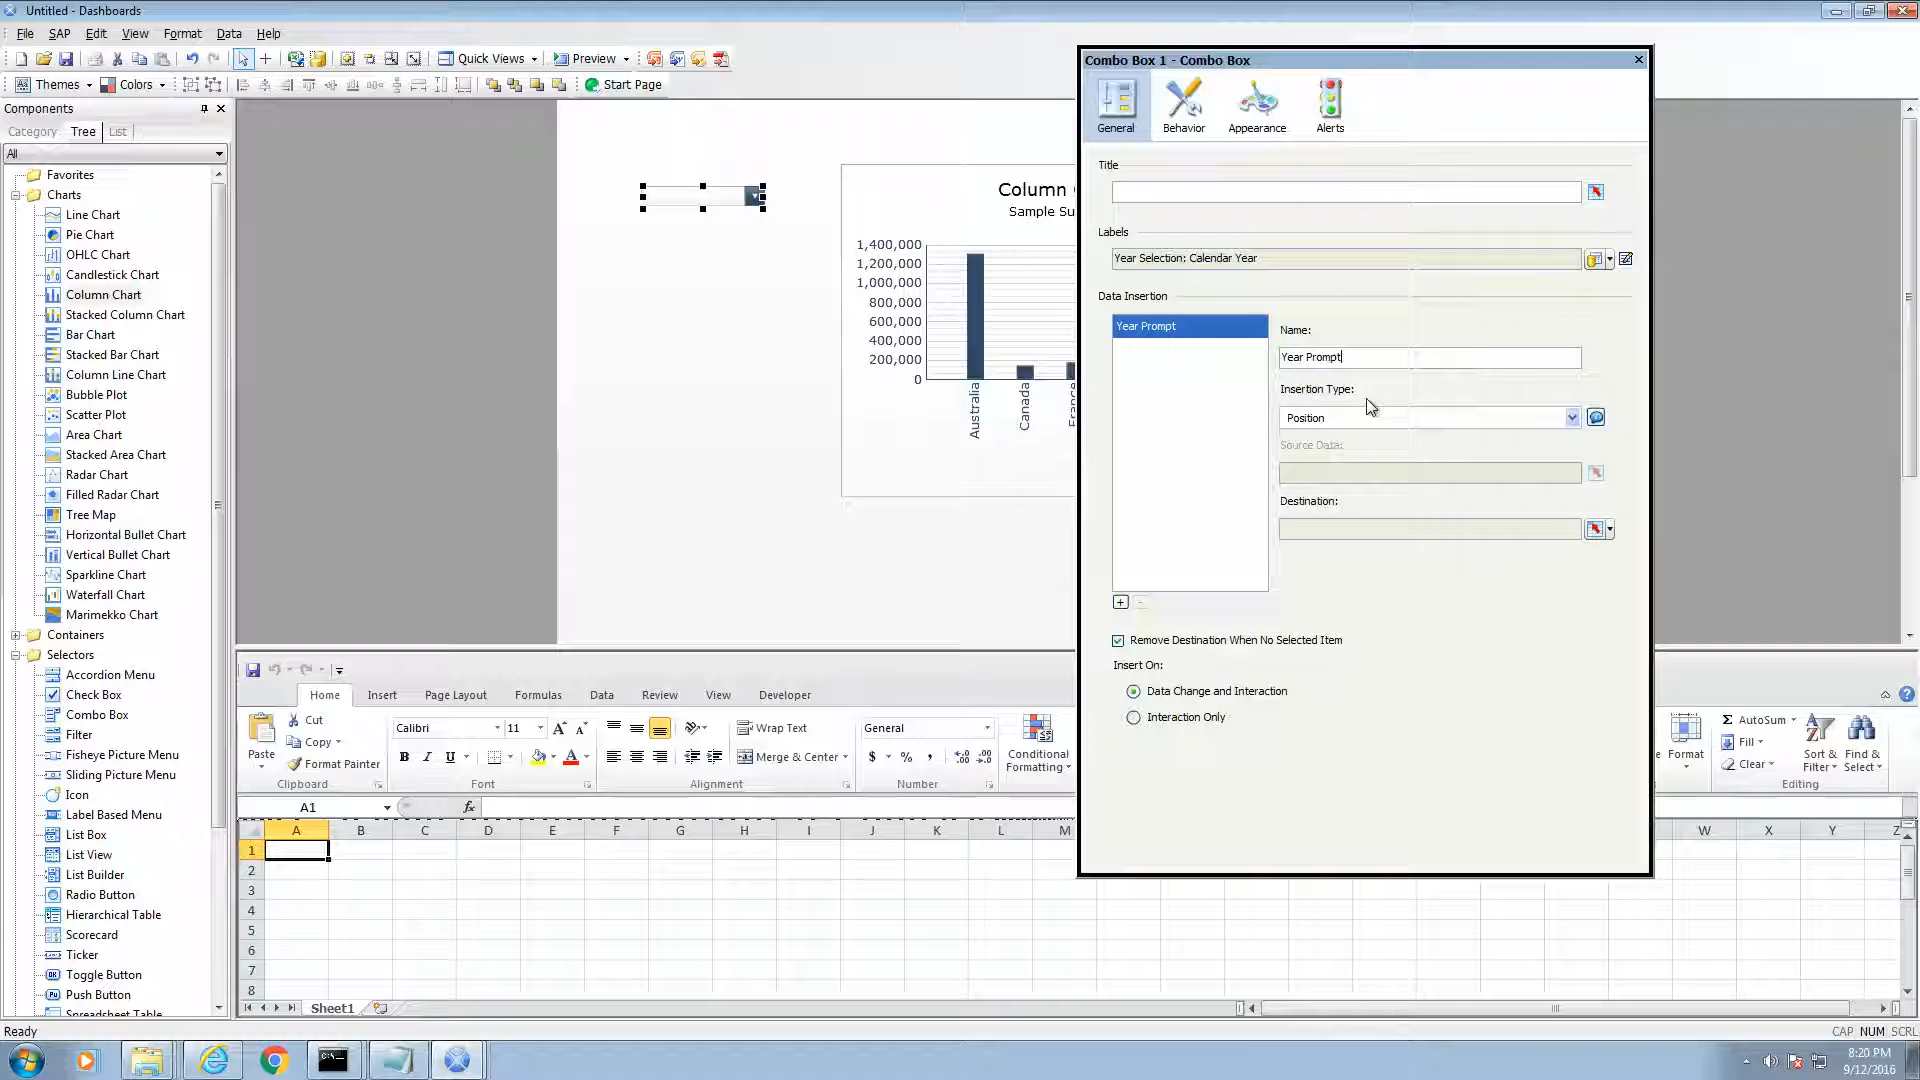 Untitled - Dashboards
File SAP Edit View Format Data Help
Quick Views Preview
Themes Colors Start Page
Components
Category Tree List
All
Favorites
Charts
Line Chart
Pie Chart
OHLC Chart
Candlestick Chart
Column Chart
Stacked Column Chart
Bar Chart
Stacked Bar Chart
Column Line Chart
Bubble Plot
Scatter Plot
Area Chart
Stacked Area Chart
Radar Chart
Filled Radar Chart
Tree Map
Horizontal Bullet Chart
Vertical Bullet Chart
Sparkline Chart
Waterfall Chart
Marimekko Chart
Containers
Selectors
Accordion Menu
Check Box
Combo Box
Filter
Fisheye Picture Menu
Sliding Picture Menu
Icon
Label Based Menu
List Box
List View
List Builder
Radio Button
Hierarchical Table
Scorecard
Ticker
Toggle Button
Push Button
Spreadsheet Table
Column
Sample Su
1,400,000
1,200,000
1,000,000
800,000
600,000
400,000
200,000
0
Australia
Canada
Combo Box 1 - Combo Box
General Behavior Appearance Alerts
Title
Labels
Year Selection: Calendar Year
Data Insertion
Year Prompt
Name:
Year Prompt
Insertion Type:
Position
Source Data:
Destination:
Remove Destination When No Selected Item
Insert On:
Data Change and Interaction
Interaction Only
Home Insert Page Layout Formulas Data Review View Developer
Paste
Cut
Copy
Format Painter
Clipboard
Calibri 11
B I U
Font
Wrap Text
Merge & Center
Alignment
General
$ % ,
Number
Conditional Formatting
Format
AutoSum
Fill
Clear
Sort & Filter
Find & Select
Editing
A1 fx
A B C D E F G H I J K L M W X Y Z
1
2
3
4
5
6
7
8
Sheet1
Ready
CAP NUM SCRL
8:20 PM
9/12/2016